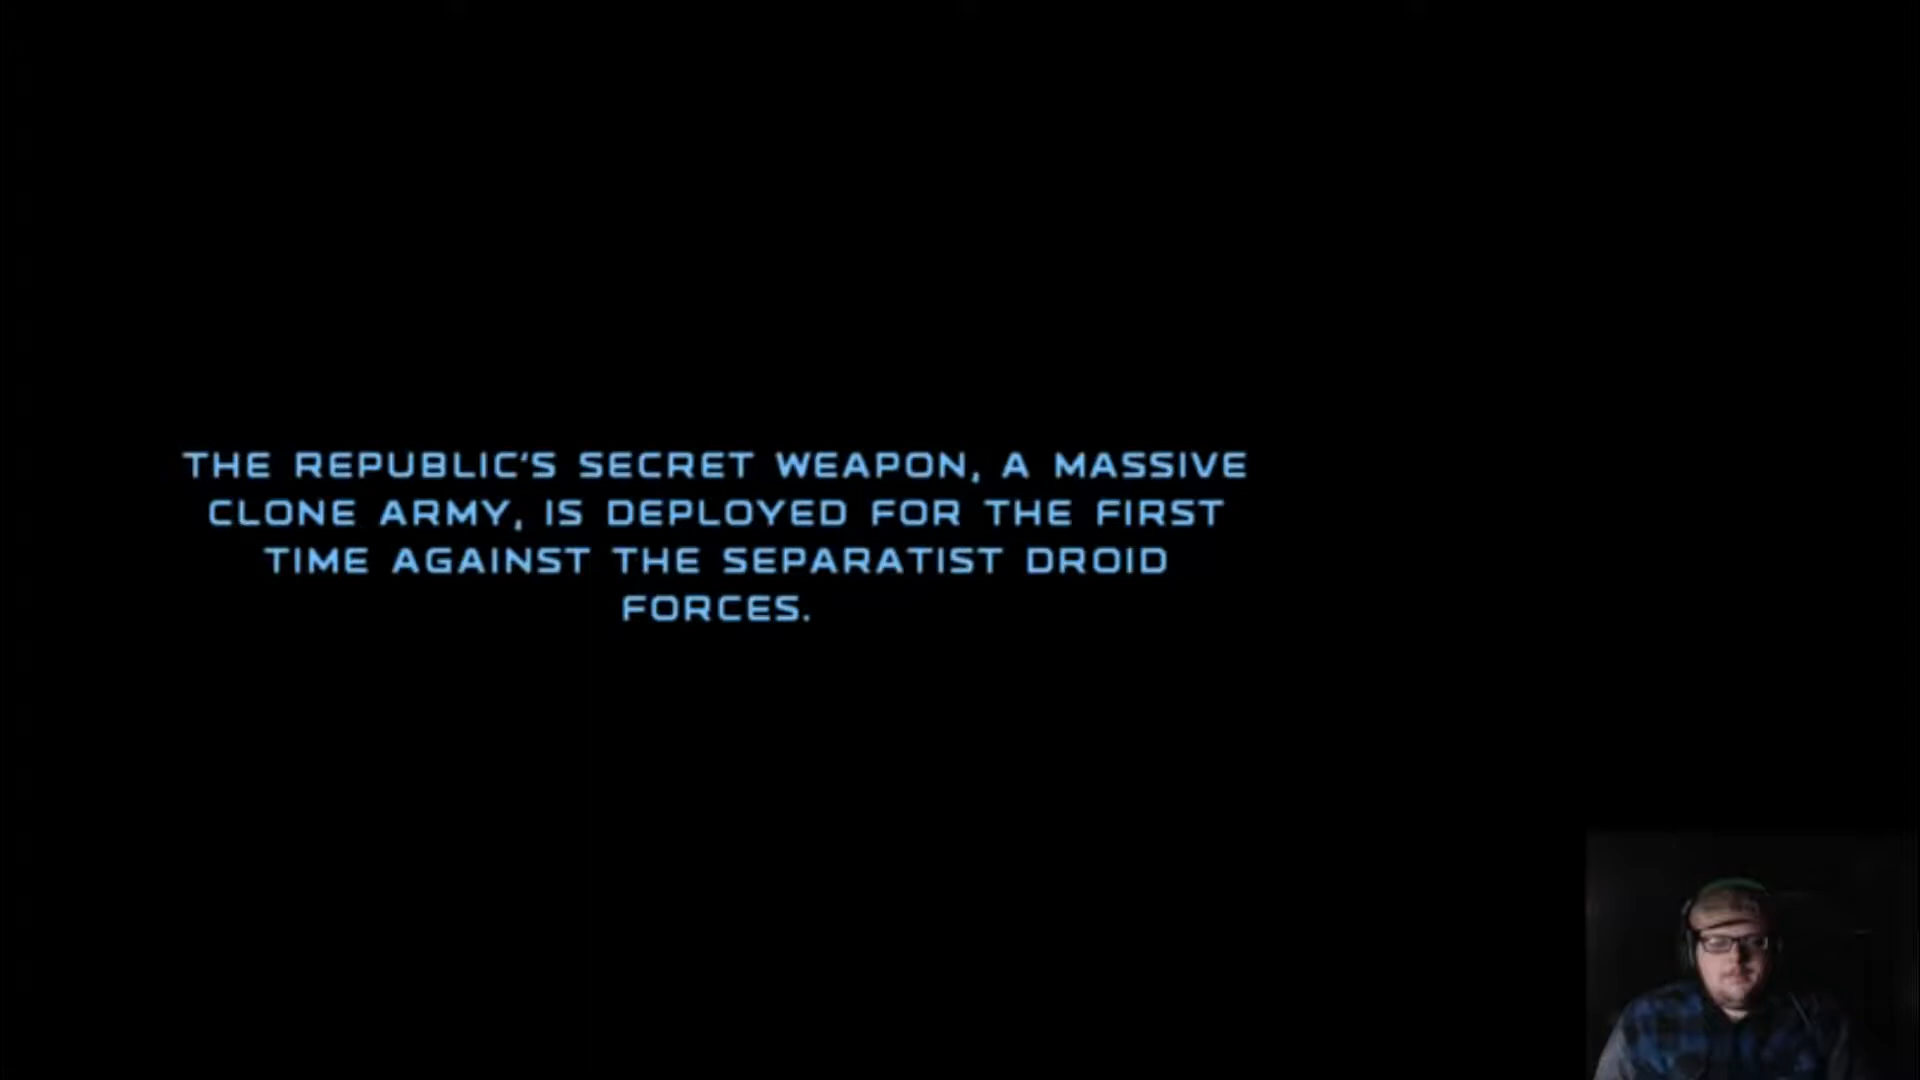 THE REPUBLIC'S SECRET WEAPON, A MASSIVE
CLONE ARMY, IS DEPLOYED FOR THE FIRST
TIME AGAINST THE SEPARATIST DROID
FORCES.